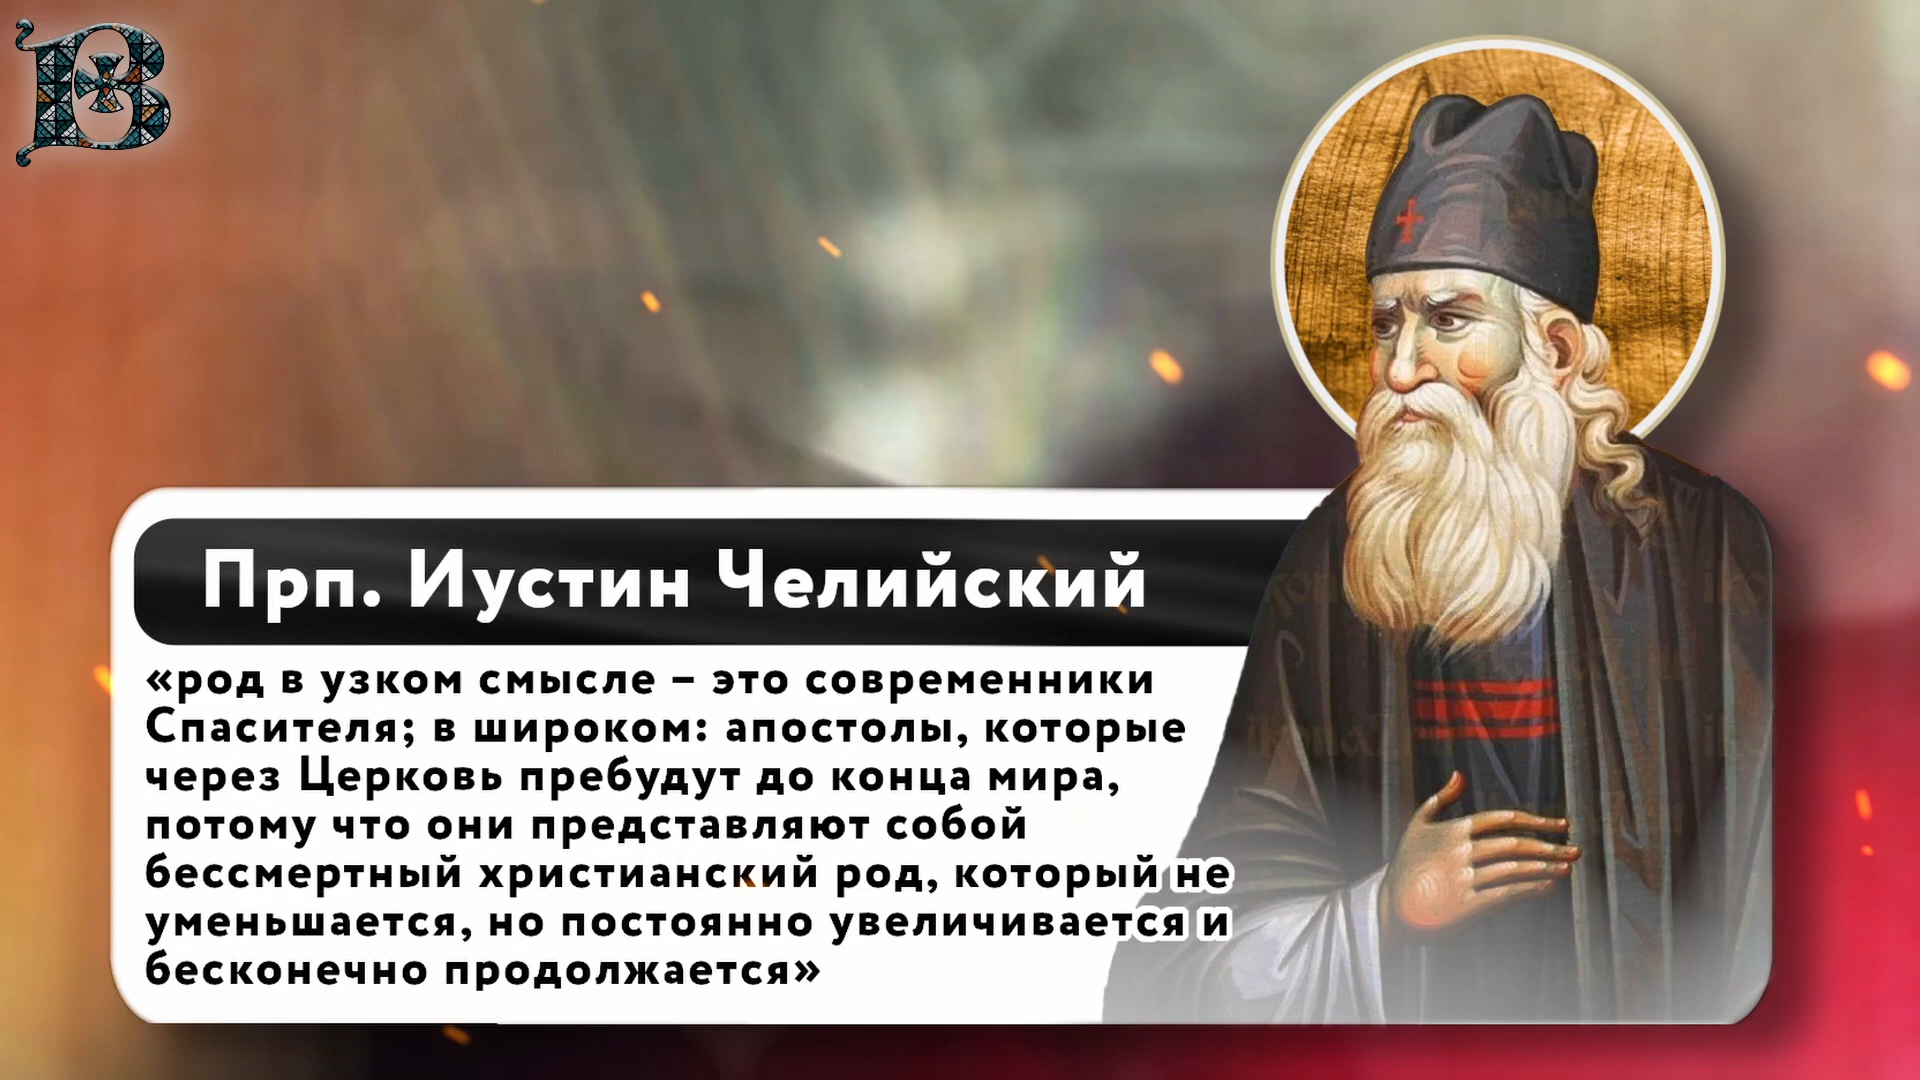 Прп. Иустин Челийский
«род в узком смысле – это современники
Спасителя; в широком: апостолы, которые
через Церковь пребудут до конца мира,
потому что они представляют собой
бессмертный христианский род, который не
уменьшается, но постоянно увеличивается и
бесконечно продолжается»